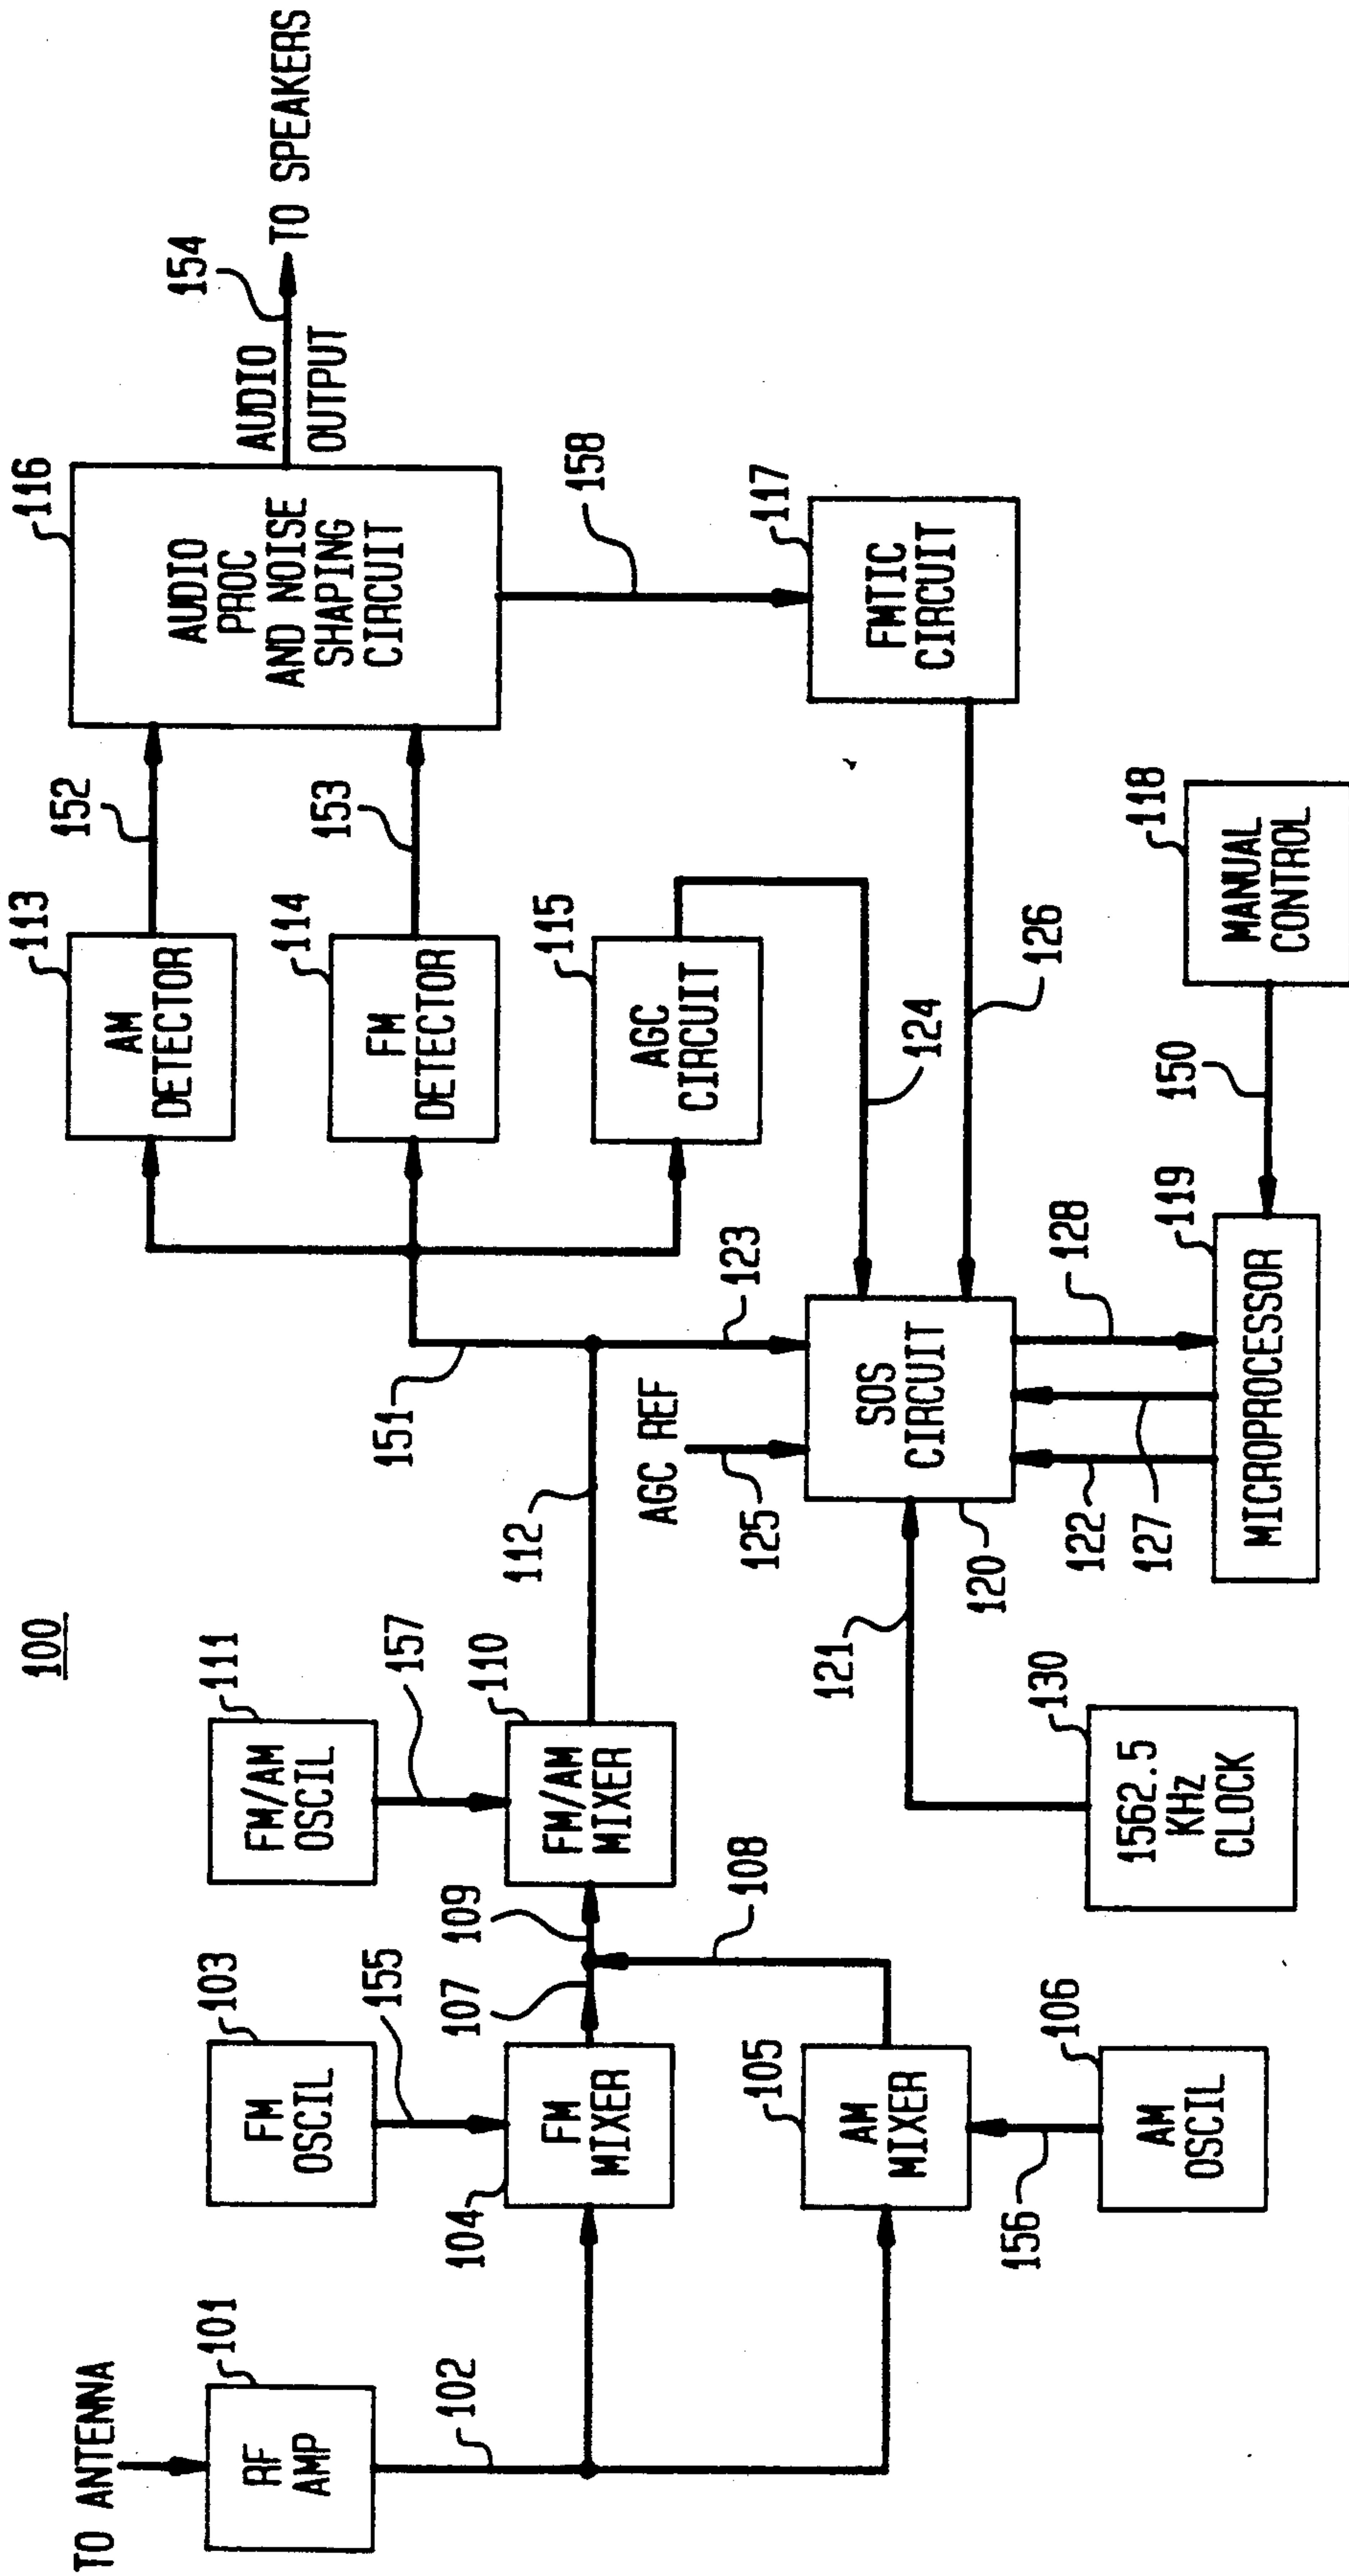 100
TO ANTENNA
101
RF
AMP
102
103
FM
OSCIL
155
104
FM
MIXER
107
109
105
AM
MIXER
108
156
106
AM
OSCIL
111
FM/AM
OSCIL
157
110
FM/AM
MIXER
112
151
123
AGC REF
125
130
1562.5
KHz
CLOCK
121
120
SOS
CIRCUIT
122
127
128
119
MICROPROCESSOR
150
118
MANUAL
CONTROL
113
AM
DETECTOR
152
114
FM
DETECTOR
153
115
AGC
CIRCUIT
124
126
116
AUDIO
PROC
AND NOISE
SHAPING
CIRCUIT
158
117
FMTIC
CIRCUIT
AUDIO
OUTPUT
154
TO SPEAKERS